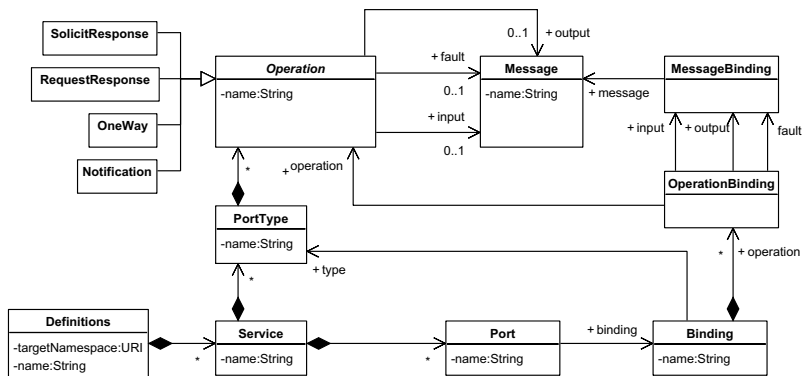 SolicitResponse
RequestResponse
OneWay
Notification
Operation
-name:String
0..1
+ output
+ fault
0..1
+ input
0..1
Message
-name:String
+ message
MessageBinding
+ input
+ output
fault
OperationBinding
*
+ operation
PortType
-name:String
+ type
*
+ operation
*
Definitions
-targetNamespace:URI
-name:String
*
Service
-name:String
*
Port
-name:String
+ binding
Binding
-name:String